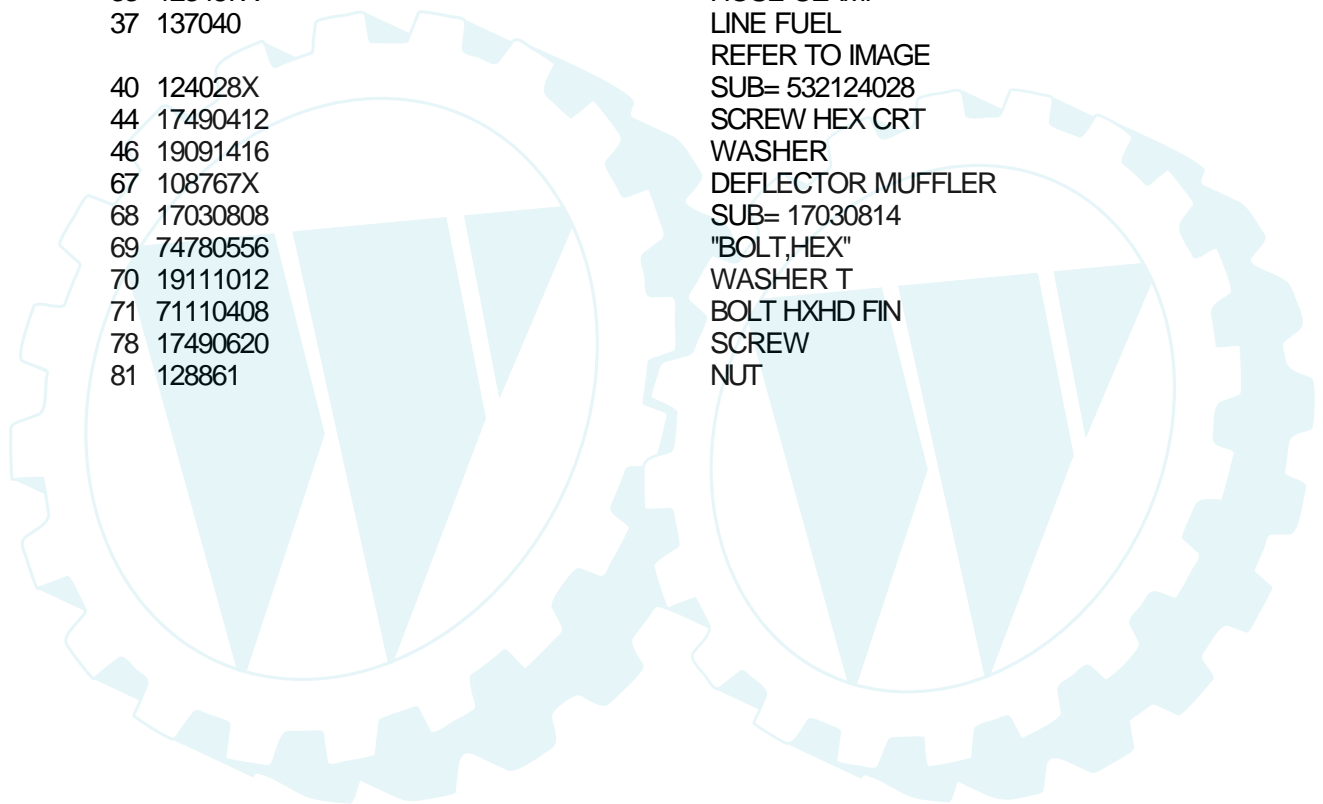 37 137040 LINE FUEL
REFER TO IMAGE
40 124028X SUB= 532124028
44 17490412 SCREW HEX CRT
46 19091416 WASHER
67 108767X DEFLECTOR MUFFLER
68 17030808 SUB= 17030814
69 74780556 "BOLT,HEX"
70 19111012 WASHER T
71 71110408 BOLT HXHD FIN
78 17490620 SCREW
81 128861 NUT